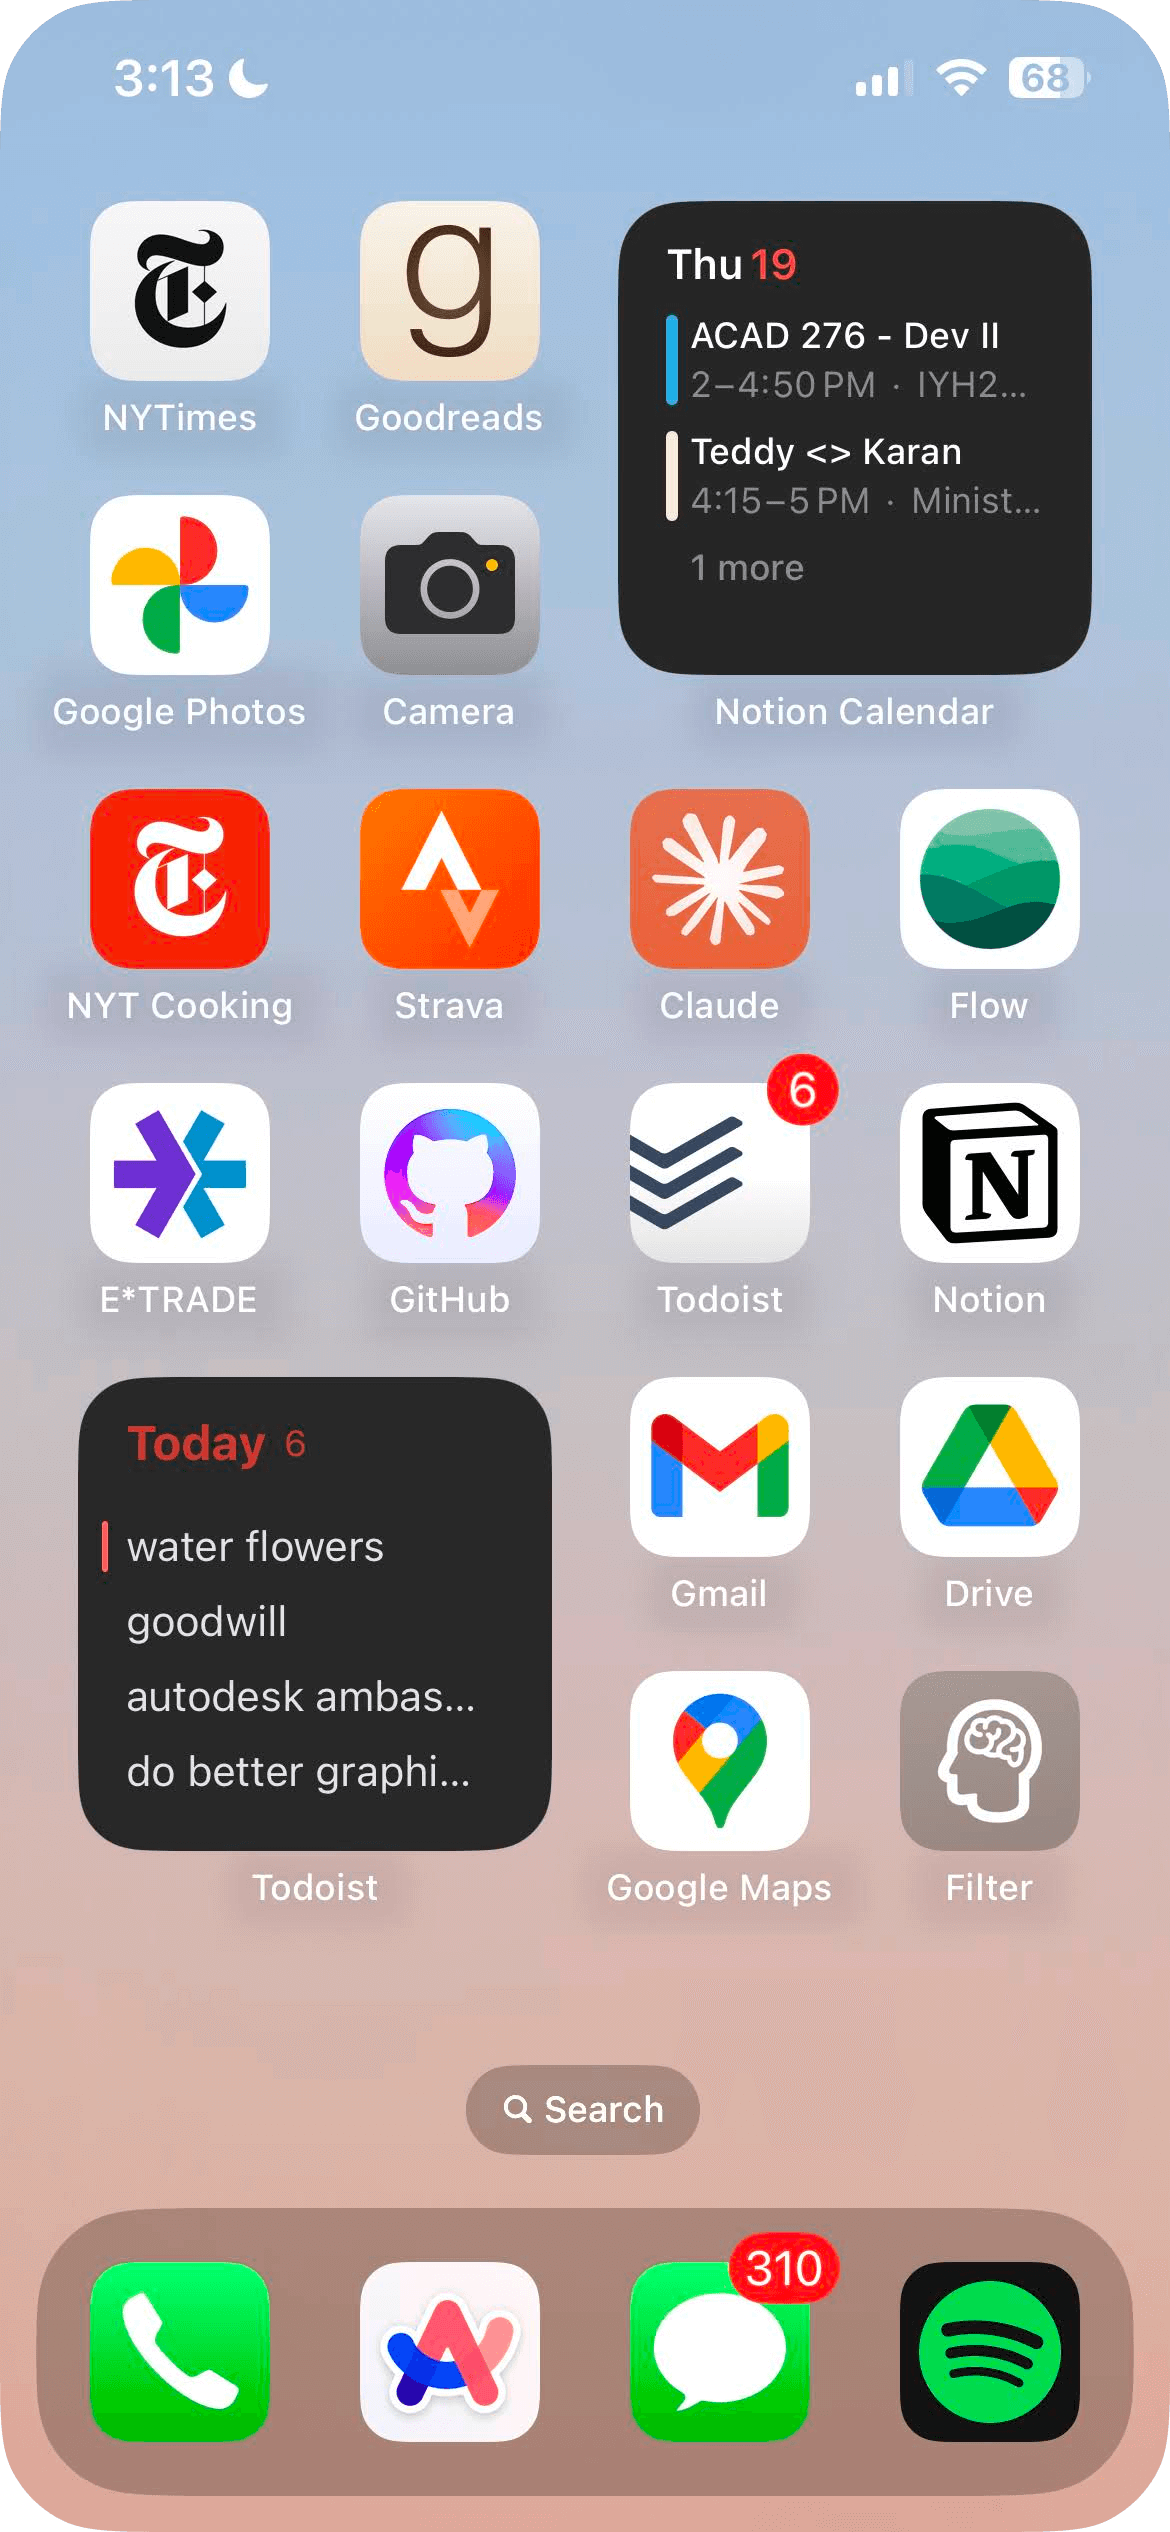 3:13
68
Thu 19
ACAD 276 - Dev II
2–4:50 PM · IYH2...
Teddy <> Karan
4:15–5 PM · Minist...
1 more
NYTimes
Goodreads
Google Photos
Camera
Notion Calendar
NYT Cooking
Strava
Claude
Flow
6
N
E*TRADE
GitHub
Todoist
Notion
Today 6
water flowers
goodwill
autodesk ambas...
do better graphi...
Gmail
Drive
Todoist
Google Maps
Filter
Search
310